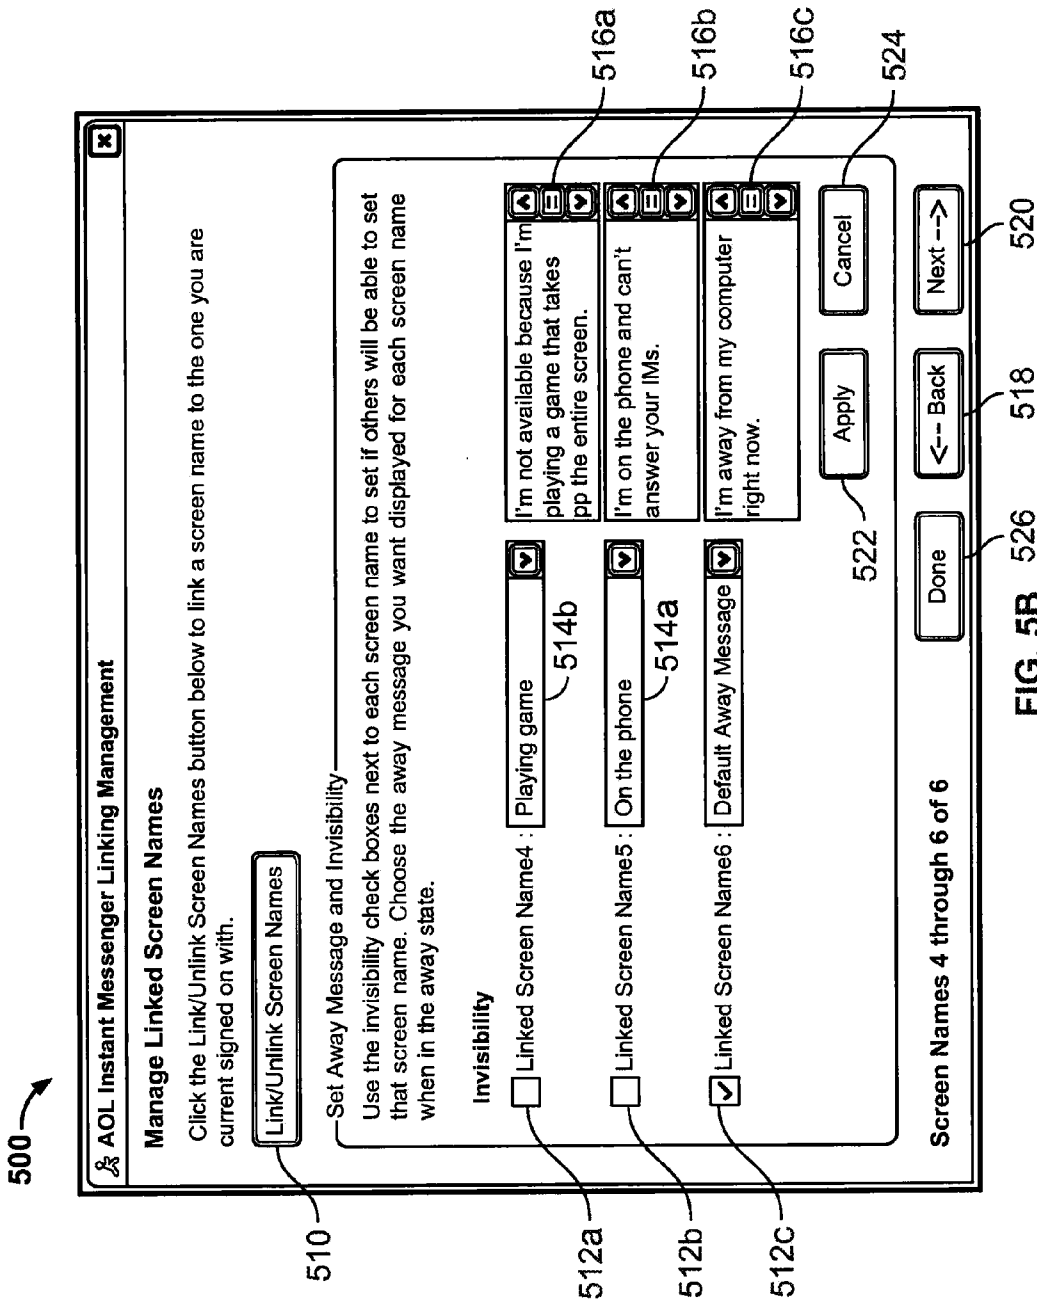 500
AOL Instant Messenger Linking Management
Manage Linked Screen Names
Click the Link/Unlink Screen Names button below to link a screen name to the one you are
current signed on with.
Link/Unlink Screen Names
510
Set Away Message and Invisibility
Use the invisibility check boxes next to each screen name to set if others will be able to set
that screen name. Choose the away message you want displayed for each screen name
when in the away state.
Invisibility
512a
Linked Screen Name4 :
Playing game
514b
I'm not available because I'm
playing a game that takes
pp the entire screen.
516a
512b
Linked Screen Name5 :
On the phone
514a
I'm on the phone and can't
answer your IMs.
516b
512c
Linked Screen Name6 :
Default Away Message
I'm away from my computer
right now.
516c
522
Apply
Cancel
524
Screen Names 4 through 6 of 6
Done
<-- Back
Next -->
526
518
520
FIG. 5B